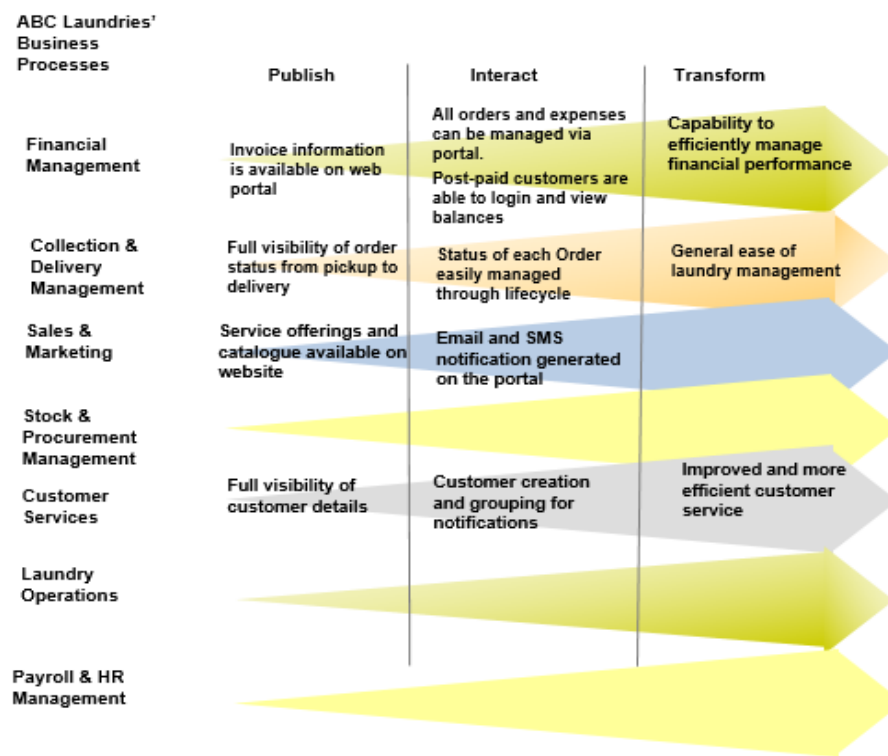 ABC Laundries'
Business
Processes
Publish
Interact
Transform
Financial
Management
Invoice information
is available on web
portal
All orders and expenses
can be managed via
portal.
Post-paid customers are
able to login and view
balances
Capability to
efficiently manage
financial performance
Collection &
Delivery
Management
Full visibility of order
status from pickup to
delivery
Status of each Order
easily managed
through lifecycle
General ease of
laundry management
Sales &
Marketing
Service offerings and
catalogue available on
website
Email and SMS
notification generated
on the portal
Stock &
Procurement
Management
Customer
Services
Full visibility of
customer details
Customer creation
and grouping for
notifications
Improved and more
efficient customer
service
Laundry
Operations
Payroll & HR
Management